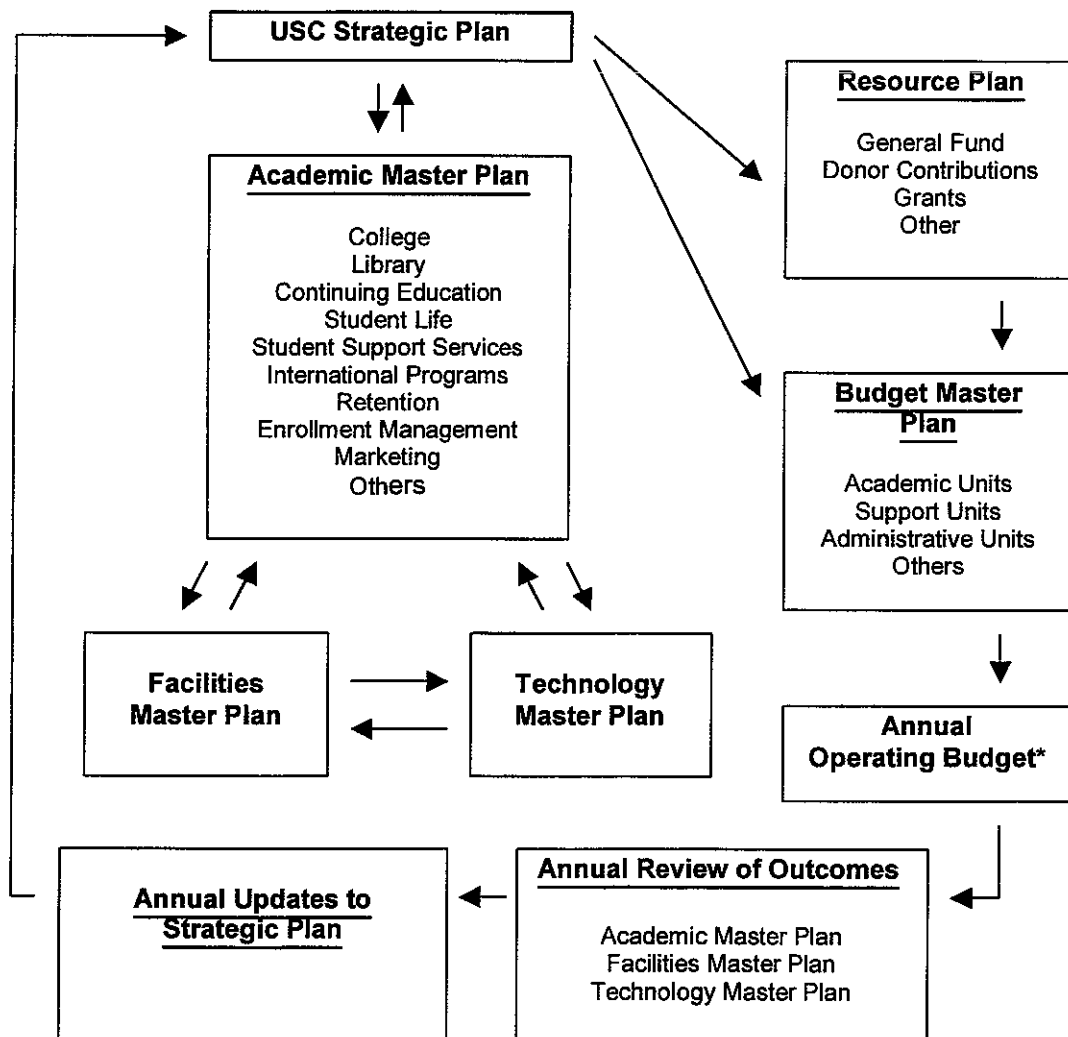 USC Strategic Plan
Resource Plan
General Fund
Donor Contributions
Grants
Other
Academic Master Plan
College
Library
Continuing Education
Student Life
Student Support Services
International Programs
Retention
Enrollment Management
Marketing
Others
Budget Master
Plan
Academic Units
Support Units
Administrative Units
Others
Facilities
Master Plan
Technology
Master Plan
Annual
Operating Budget*
Annual Review of Outcomes
Academic Master Plan
Facilities Master Plan
Technology Master Plan
Annual Updates to
Strategic Plan